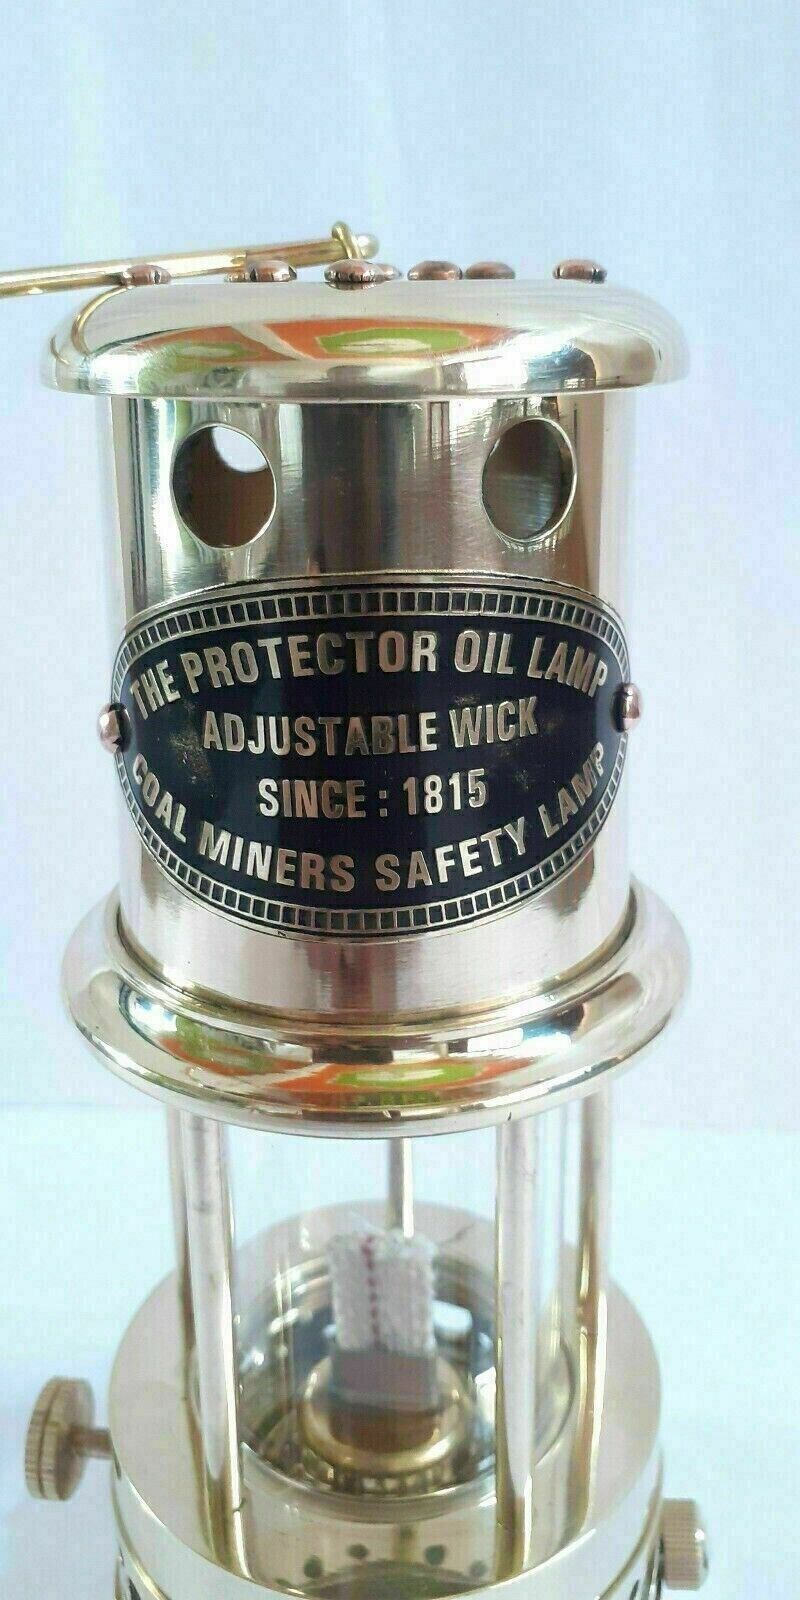 THE PROTECTOR OIL LAMP
ADJUSTABLE WICK
SINCE : 1815
COAL MINERS SAFETY LAMP